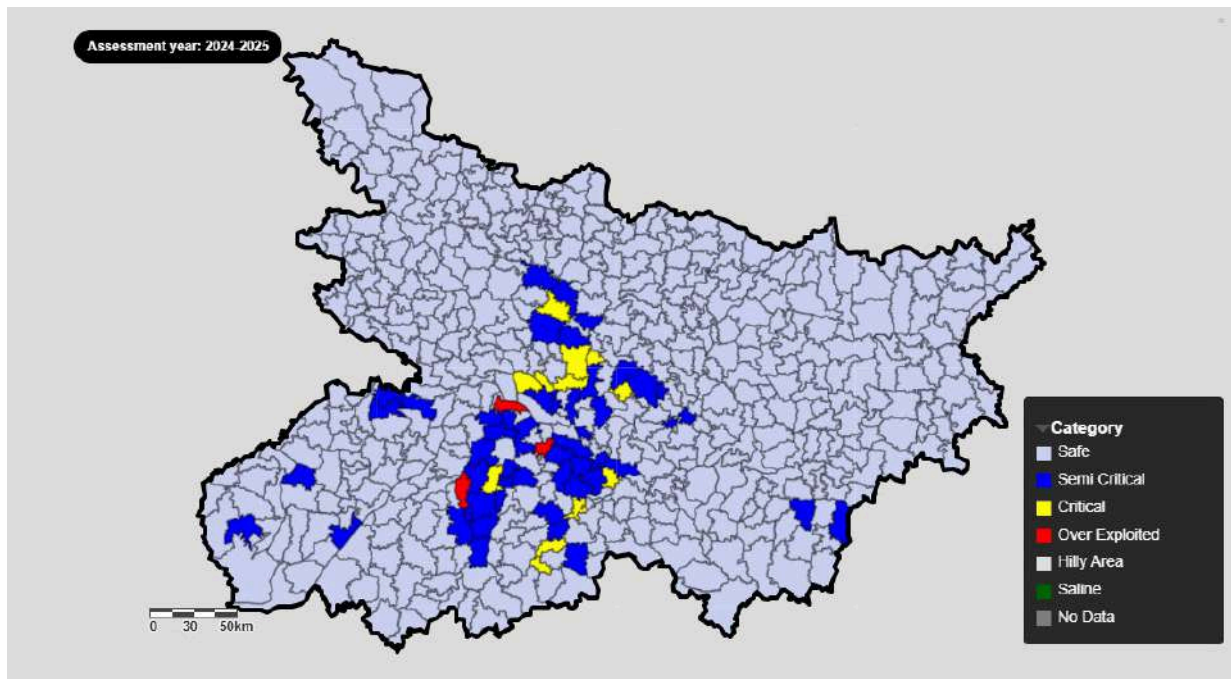 Assessment year: 2024-2025
Category
Safe
Semi Critical
Critical
Over Exploited
Hilly Area
Saline
No Data
0 30 50km